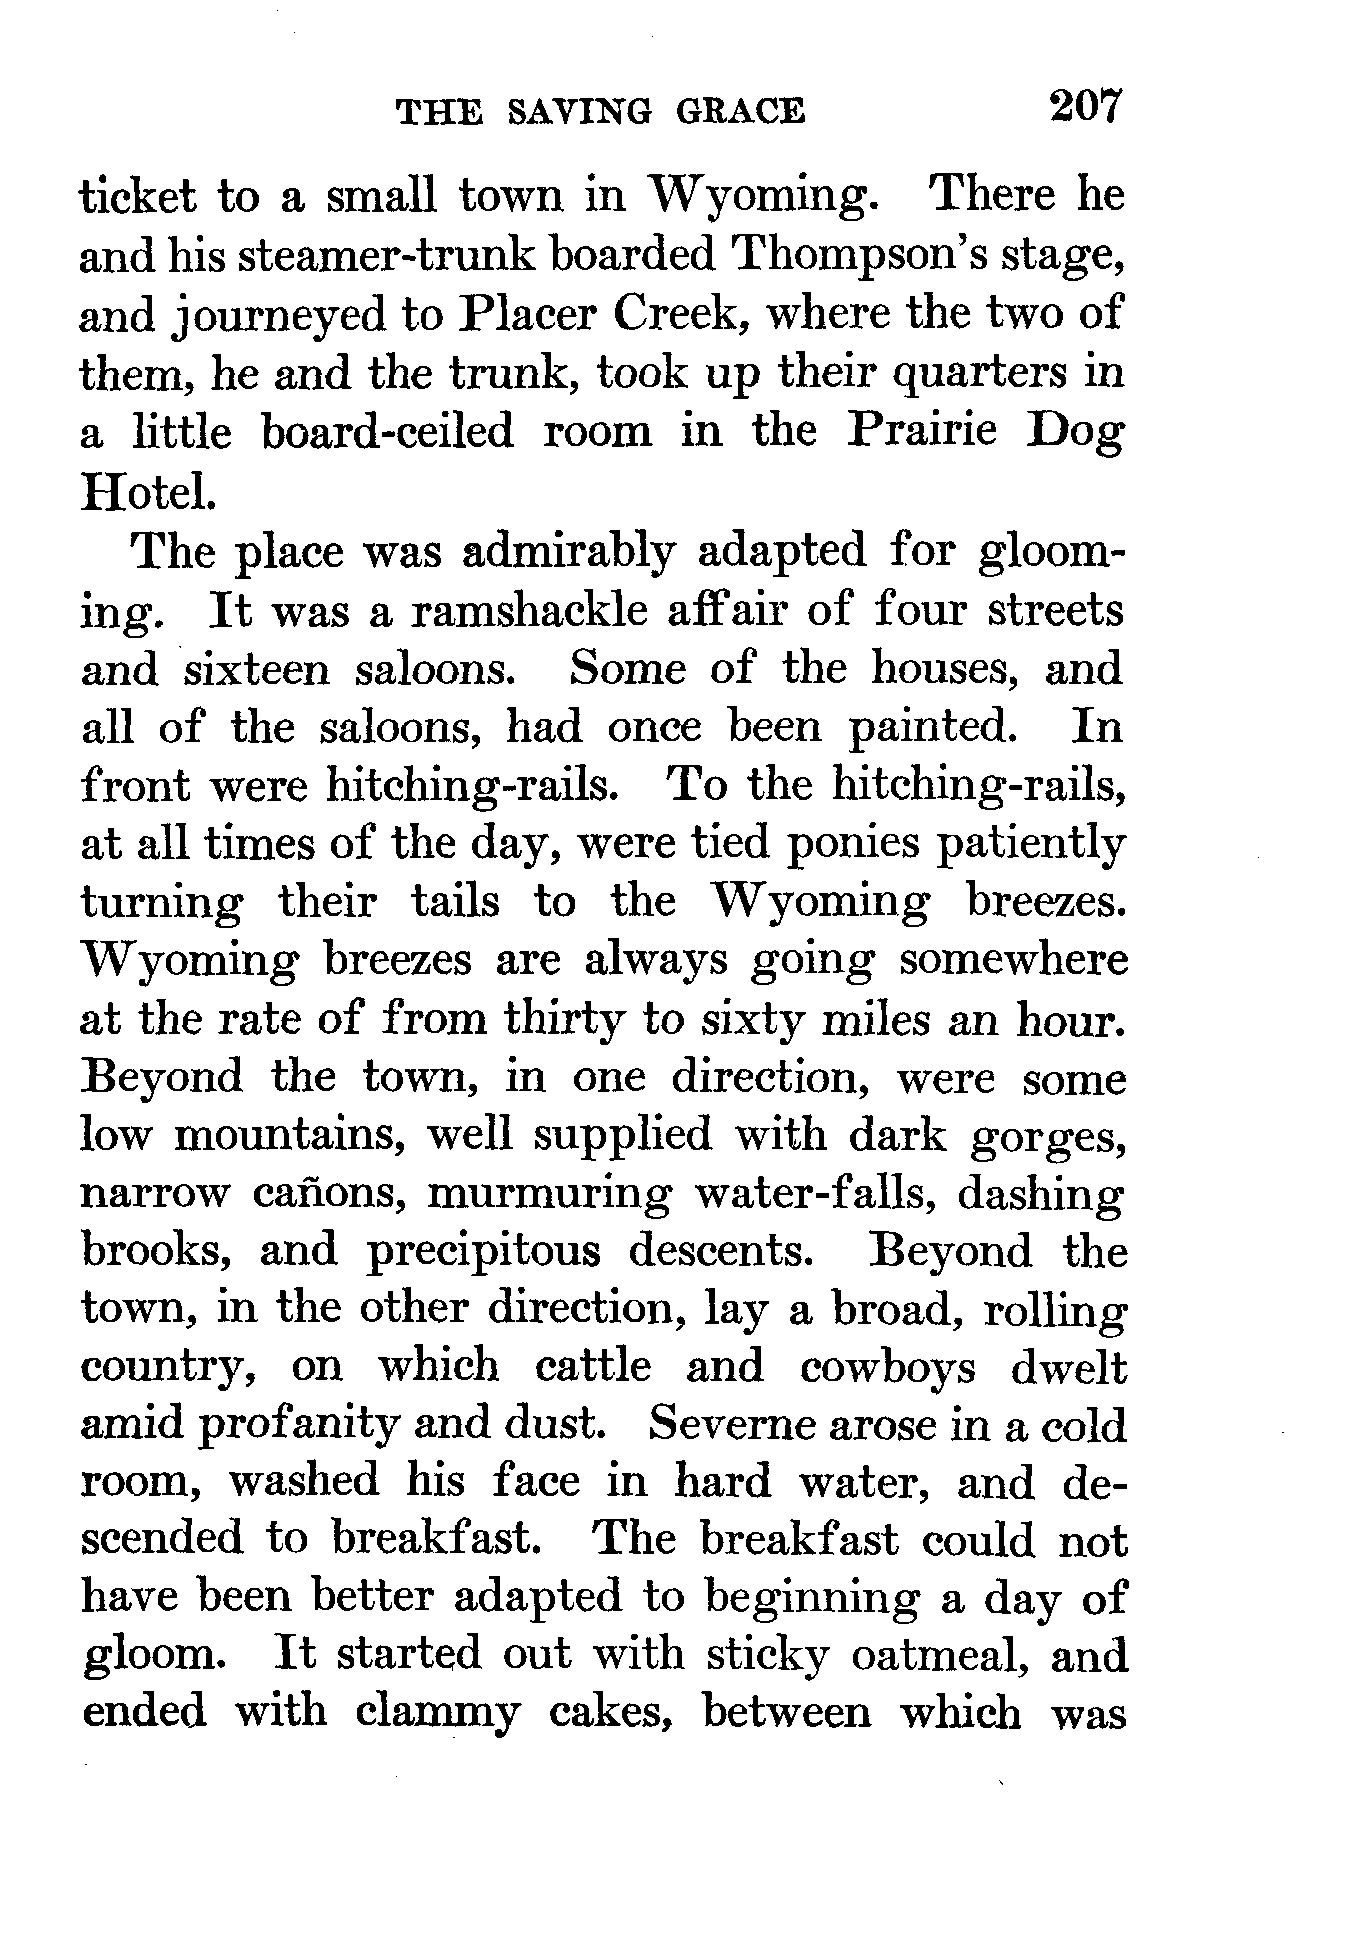 THE SAVING GRACE 207
ticket to a small town in Wyoming. There he
and his steamer-trunk boarded Thompson's stage,
and journeyed to Placer Creek, where the two of
them, he and the trunk, took up their quarters in
a little board-ceiled room in the Prairie Dog
Hotel.
The place was admirably adapted for gloom-
ing. It was a ramshackle affair of four streets
and sixteen saloons. Some of the houses, and
all of the saloons, had once been painted. In
front were hitching-rails. To the hitching-rails,
at all times of the day, were tied ponies patiently
turning their tails to the Wyoming breezes.
Wyoming breezes are always going somewhere
at the rate of from thirty to sixty miles an hour.
Beyond the town, in one direction, were some
low mountains, well supplied with dark gorges,
narrow cañons, murmuring water-falls, dashing
brooks, and precipitous descents. Beyond the
town, in the other direction, lay a broad, rolling
country, on which cattle and cowboys dwelt
amid profanity and dust. Severne arose in a cold
room, washed his face in hard water, and de-
scended to breakfast. The breakfast could not
have been better adapted to beginning a day of
gloom. It started out with sticky oatmeal, and
ended with clammy cakes, between which was